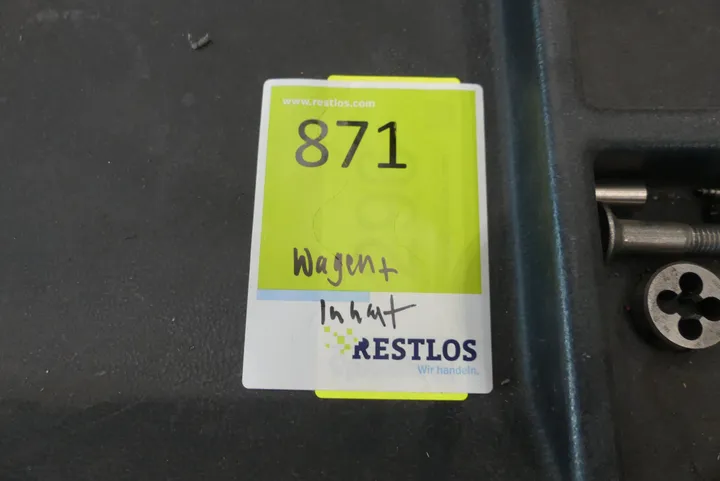 www.restlos.com
871
Wagen +
Inhalt
RESTLOS
Wir handeln.